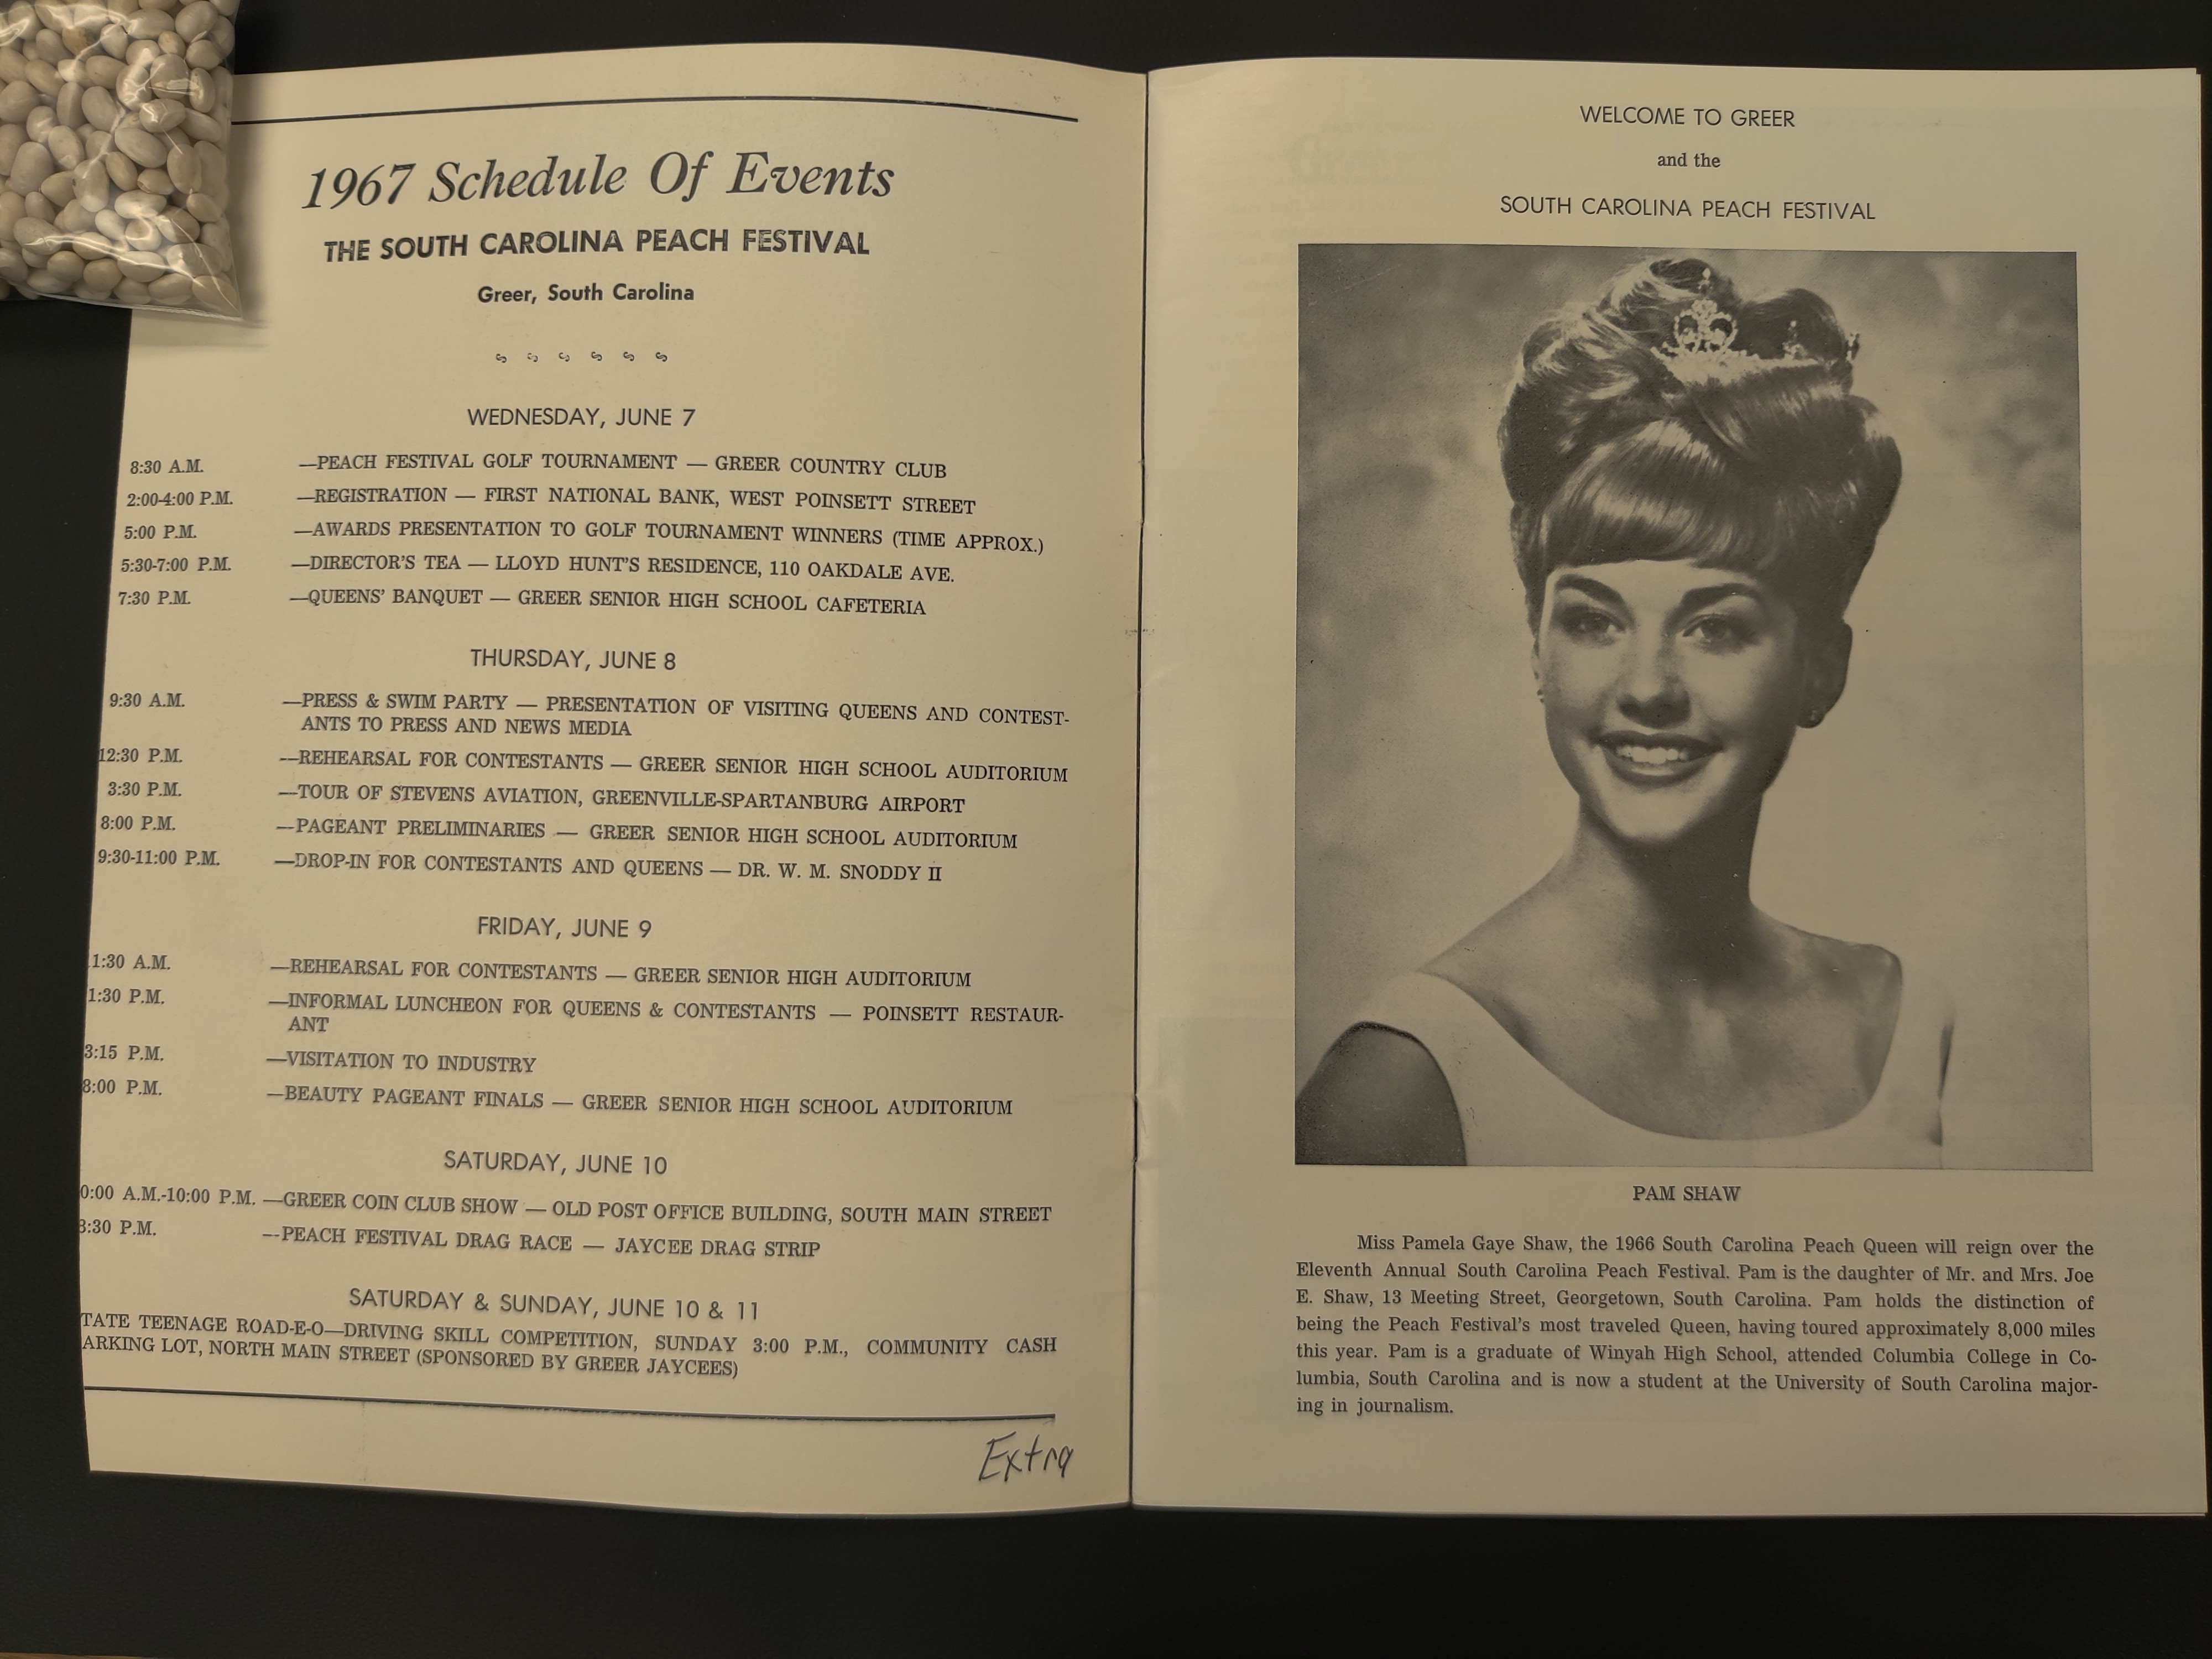 1967 Schedule Of Events
THE SOUTH CAROLINA PEACH FESTIVAL
Greer, South Carolina
WEDNESDAY, JUNE 7
8:30 A.M. —PEACH FESTIVAL GOLF TOURNAMENT — GREER COUNTRY CLUB
2:00-4:00 P.M. —REGISTRATION — FIRST NATIONAL BANK, WEST POINSETT STREET
5:00 P.M. —AWARDS PRESENTATION TO GOLF TOURNAMENT WINNERS (TIME APPROX.)
5:30-7:00 P.M. —DIRECTOR'S TEA — LLOYD HUNT'S RESIDENCE, 110 OAKDALE AVE.
7:30 P.M. —QUEENS' BANQUET — GREER SENIOR HIGH SCHOOL CAFETERIA
THURSDAY, JUNE 8
9:30 A.M. —PRESS & SWIM PARTY — PRESENTATION OF VISITING QUEENS AND CONTEST-
ANTS TO PRESS AND NEWS MEDIA
12:30 P.M. —REHEARSAL FOR CONTESTANTS — GREER SENIOR HIGH SCHOOL AUDITORIUM
3:30 P.M. —TOUR OF STEVENS AVIATION, GREENVILLE-SPARTANBURG AIRPORT
8:00 P.M. —PAGEANT PRELIMINARIES — GREER SENIOR HIGH SCHOOL AUDITORIUM
9:30-11:00 P.M. —DROP-IN FOR CONTESTANTS AND QUEENS — DR. W. M. SNODDY II
FRIDAY, JUNE 9
1:30 A.M. —REHEARSAL FOR CONTESTANTS — GREER SENIOR HIGH AUDITORIUM
1:30 P.M. —INFORMAL LUNCHEON FOR QUEENS & CONTESTANTS — POINSETT RESTAUR-
ANT
3:15 P.M. —VISITATION TO INDUSTRY
8:00 P.M. —BEAUTY PAGEANT FINALS — GREER SENIOR HIGH SCHOOL AUDITORIUM
SATURDAY, JUNE 10
0:00 A.M.-10:00 P.M. —GREER COIN CLUB SHOW — OLD POST OFFICE BUILDING, SOUTH MAIN STREET
:30 P.M. —PEACH FESTIVAL DRAG RACE — JAYCEE DRAG STRIP
SATURDAY & SUNDAY, JUNE 10 & 11
TATE TEENAGE ROAD-E-O—DRIVING SKILL COMPETITION, SUNDAY 3:00 P.M., COMMUNITY CASH
ARKING LOT, NORTH MAIN STREET (SPONSORED BY GREER JAYCEES)
Extra
WELCOME TO GREER
and the
SOUTH CAROLINA PEACH FESTIVAL
PAM SHAW
Miss Pamela Gaye Shaw, the 1966 South Carolina Peach Queen will reign over the
Eleventh Annual South Carolina Peach Festival. Pam is the daughter of Mr. and Mrs. Joe
E. Shaw, 13 Meeting Street, Georgetown, South Carolina. Pam holds the distinction of
being the Peach Festival's most traveled Queen, having toured approximately 8,000 miles
this year. Pam is a graduate of Winyah High School, attended Columbia College in Co-
lumbia, South Carolina and is now a student at the University of South Carolina major-
ing in journalism.